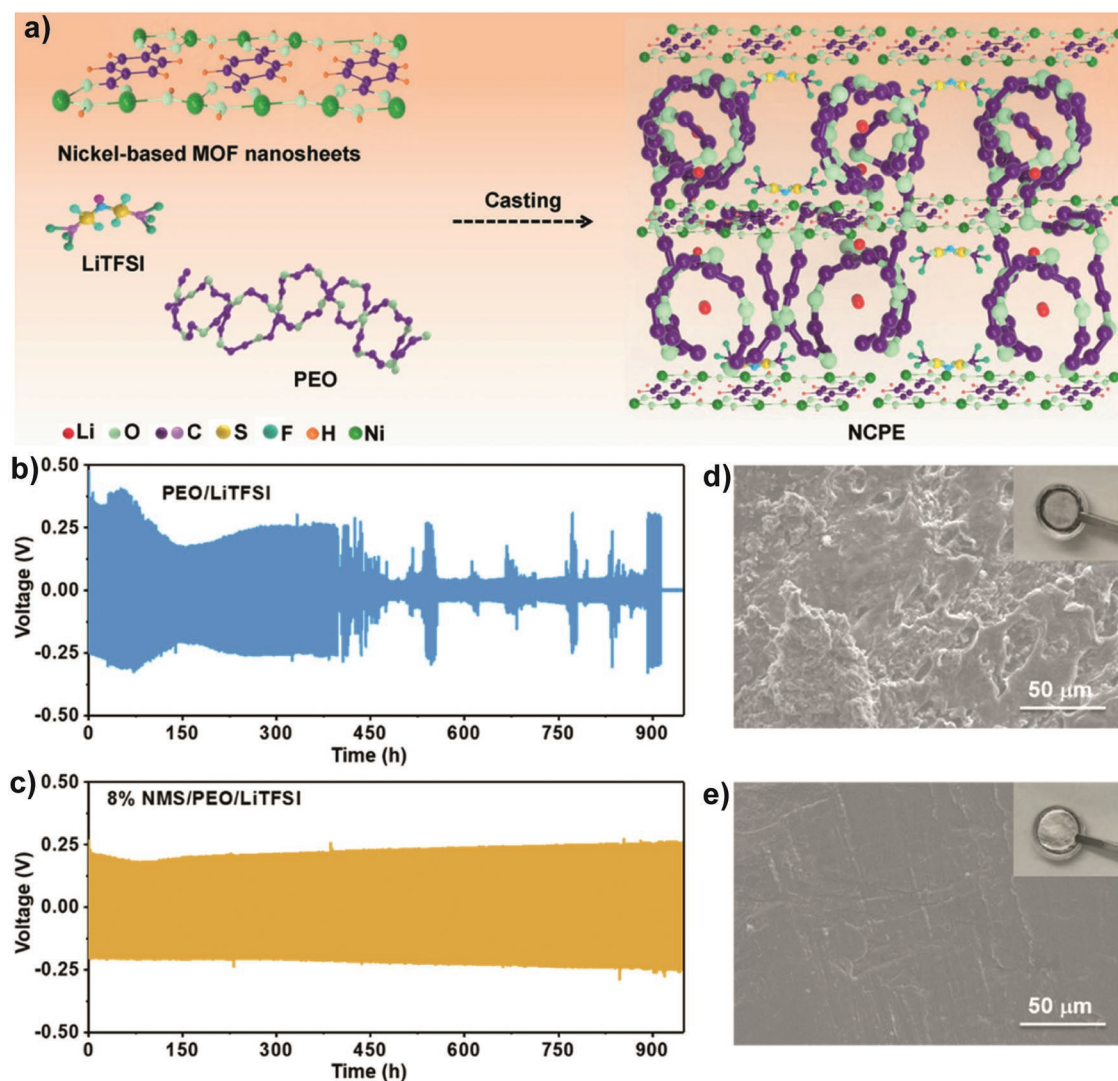 a)
Nickel-based MOF nanosheets
LiTFSI
PEO
Casting
NCPE
Li O C S F H Ni
b)
0.50
0.25
0.00
-0.25
-0.50
Voltage (V)
PEO/LiTFSI
0 150 300 450 600 750 900
Time (h)
c)
0.50
0.25
0.00
-0.25
-0.50
Voltage (V)
8% NMS/PEO/LiTFSI
0 150 300 450 600 750 900
Time (h)
d)
50 μm
e)
50 μm